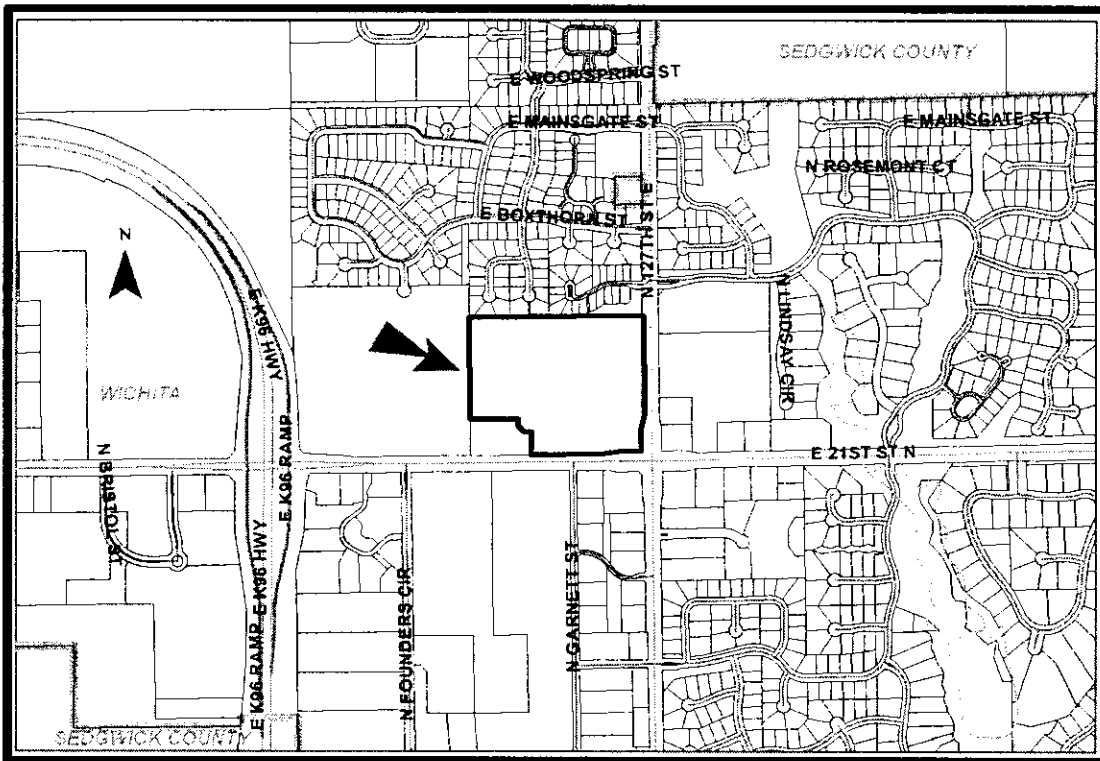 SEDGWICK COUNTY
E WOODSPRING ST
E MAINSGATE ST
E MAINSGATE ST
N ROSEMONT CT
E BOXTHORN ST
N 127TH ST E
N
E K96 HWY
N LINDSAY CIR
WICHITA
E K96 RAMP
E 21ST ST N
N BRISTOL ST
E K96 HWY
N GARNETT ST
N FOUNDERS CIR
E K96 RAMP
SEDGWICK COUNTY